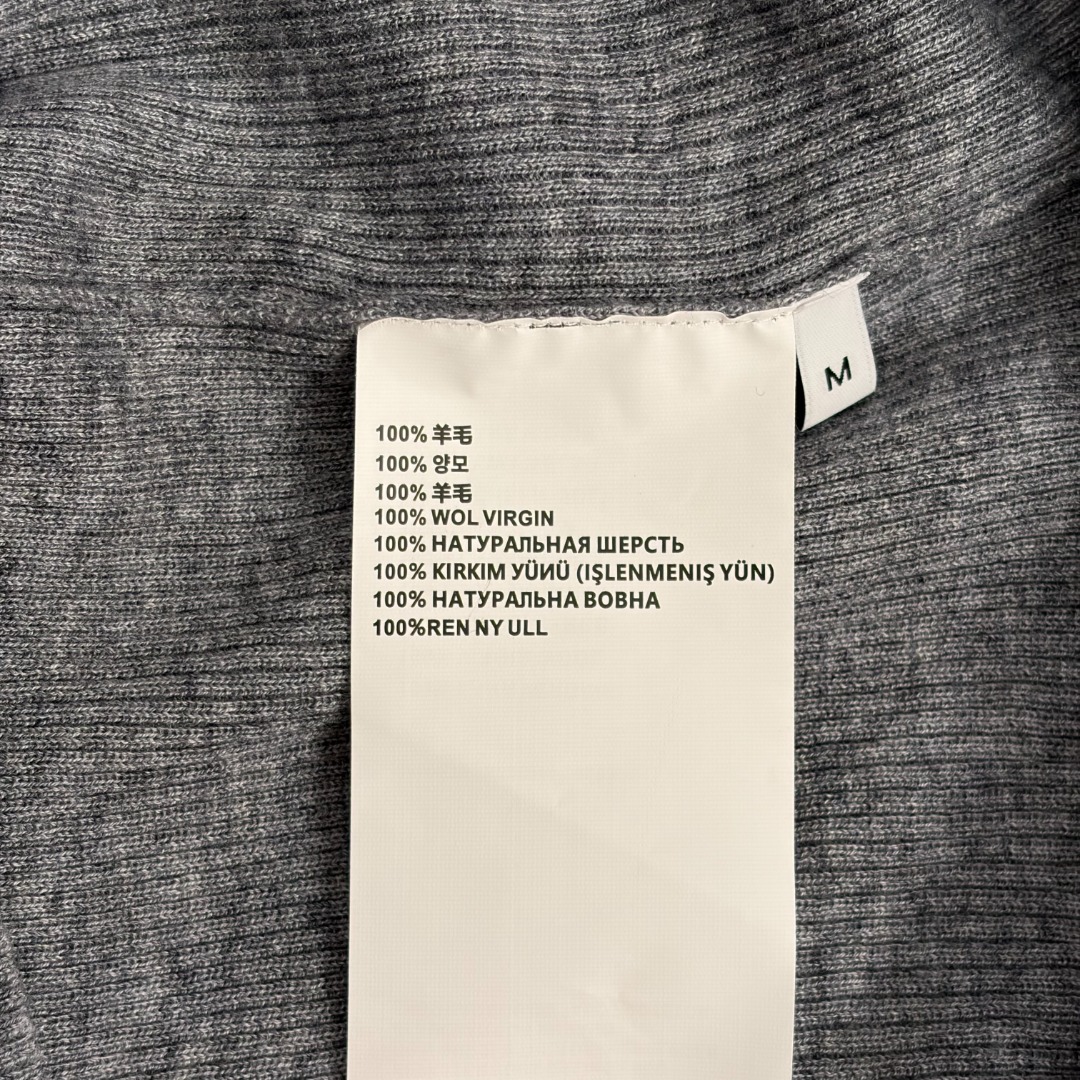 M
100% 羊毛
100% 양모
100% 羊毛
100% WOL VIRGIN
100% НАТУРАЛЬНАЯ ШЕРСТЬ
100% KIRKIM УÜИÜ (IŞLENMENIŞ YÜN)
100% НАТУРАЛЬНА ВОВНА
100%REN NY ULL